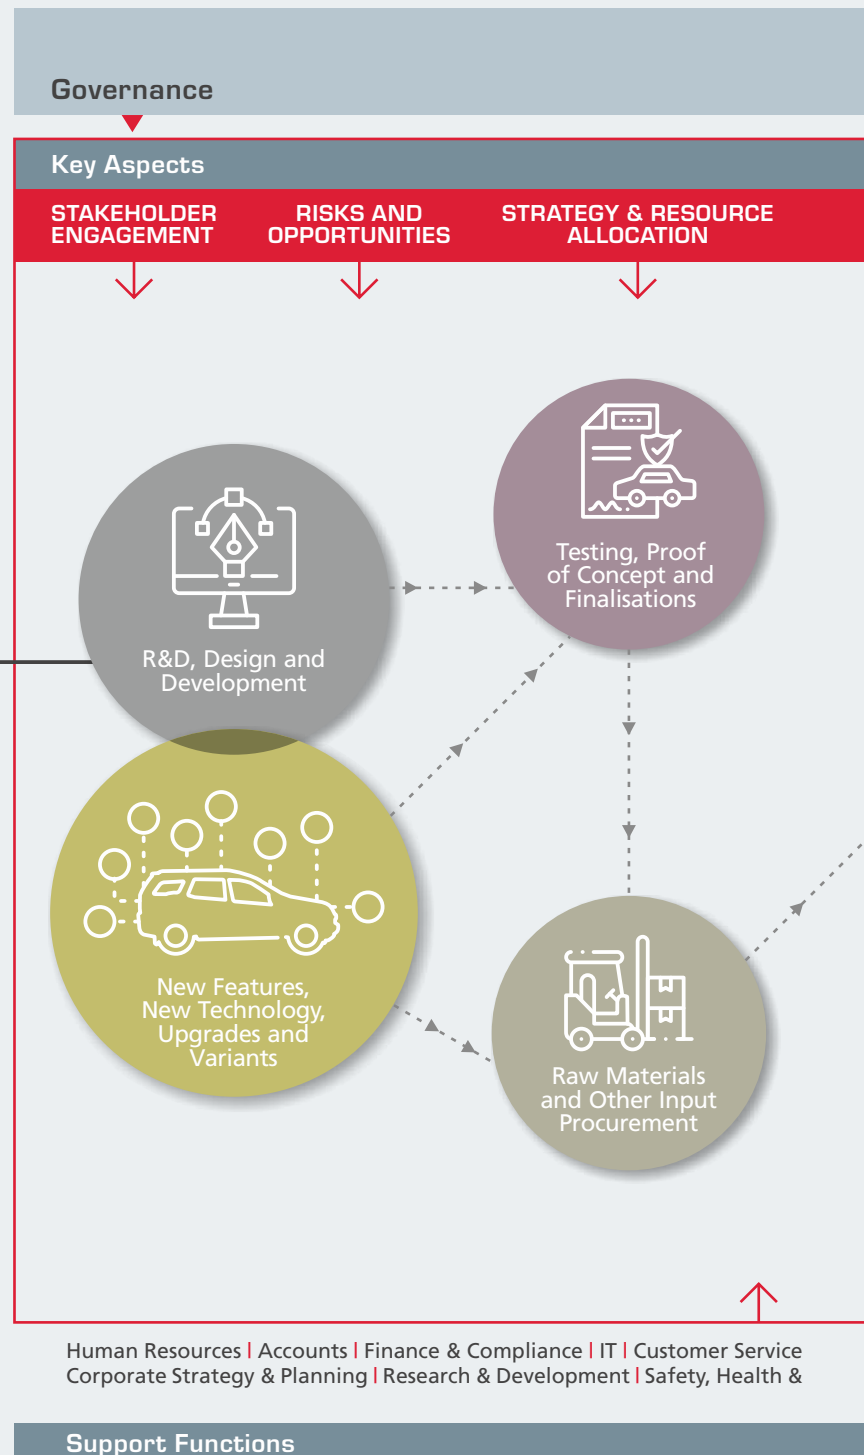 Governance
Key Aspects
STAKEHOLDER
ENGAGEMENT
RISKS AND
OPPORTUNITIES
STRATEGY & RESOURCE
ALLOCATION
Testing, Proof
of Concept and
Finalisations
R&D, Design and
Development
New Features,
New Technology,
Upgrades and
Variants
Raw Materials
and Other Input
Procurement
Human Resources | Accounts | Finance & Compliance | IT | Customer Service
Corporate Strategy & Planning | Research & Development | Safety, Health &
Support Functions